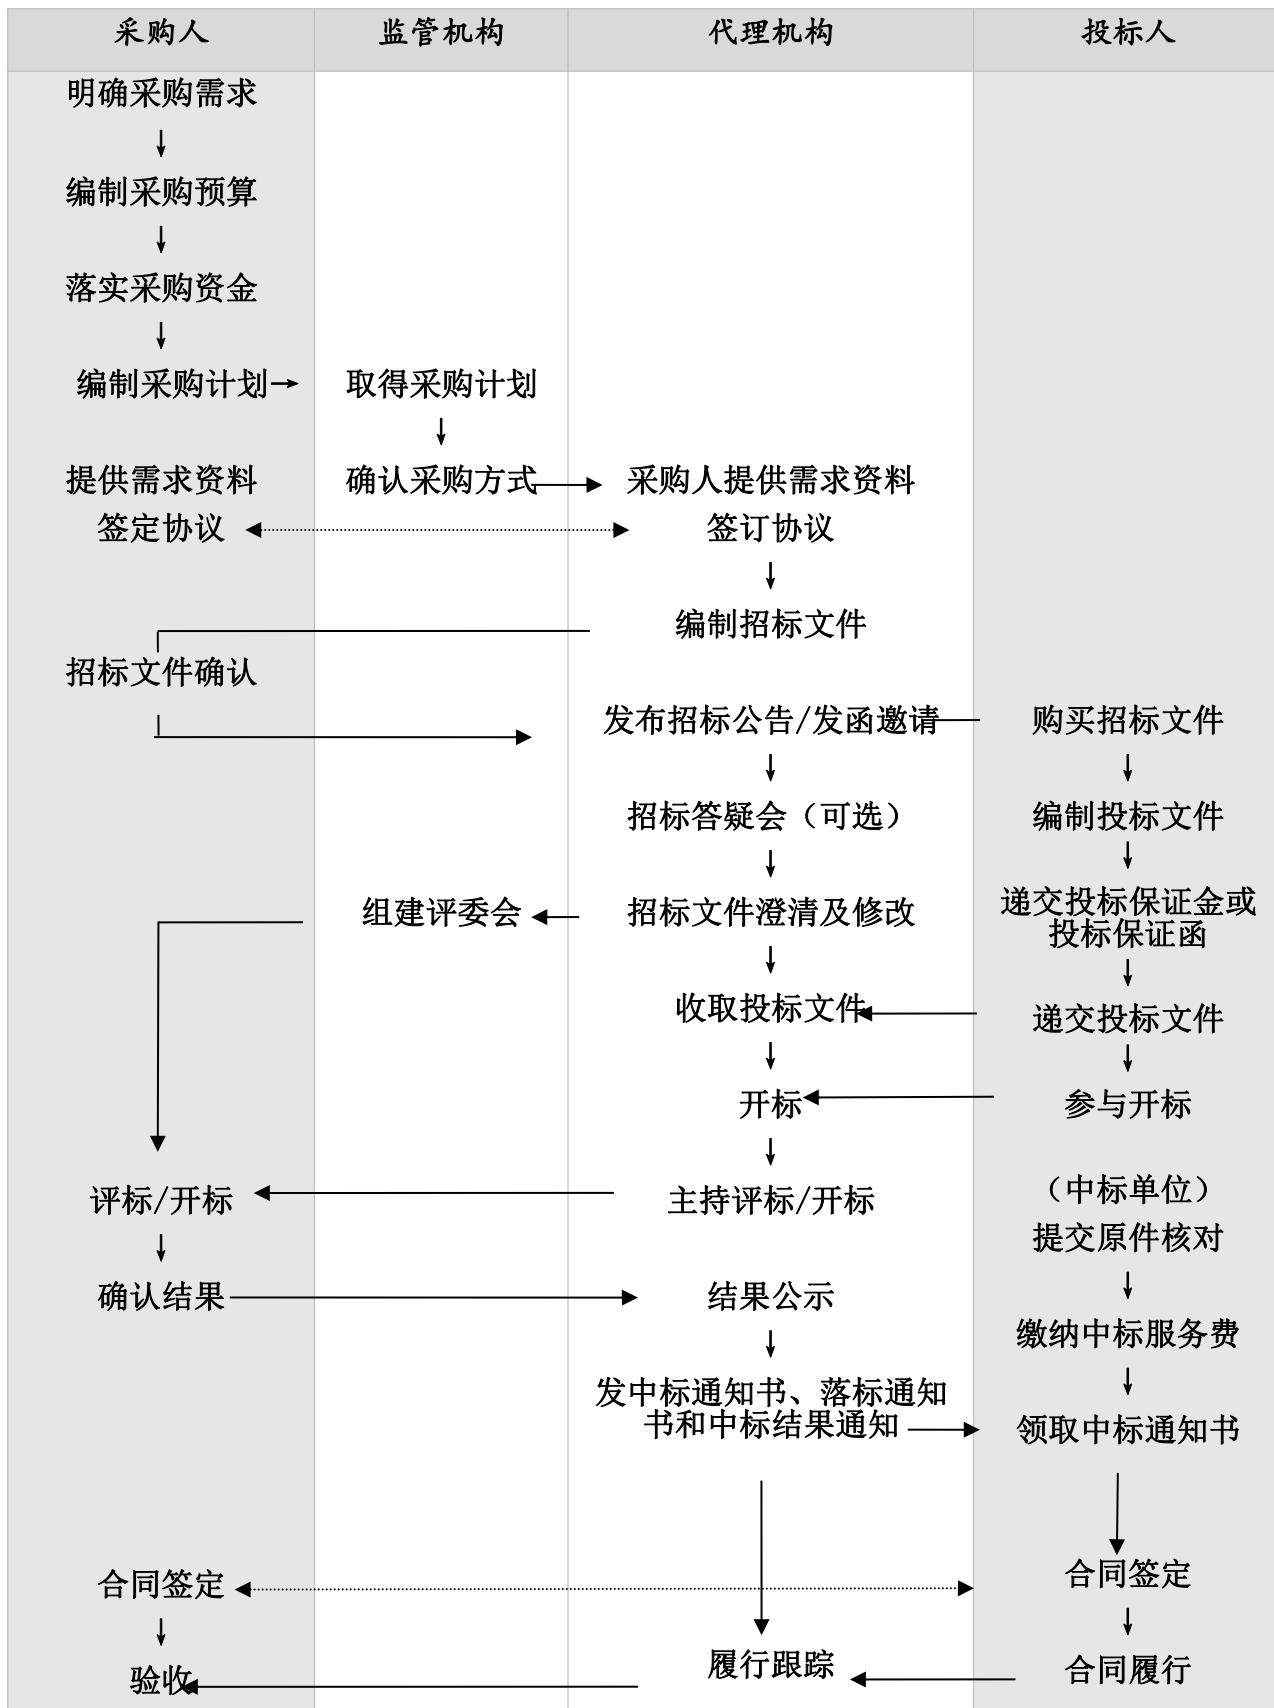 采购人
监管机构
代理机构
投标人
明确采购需求
编制采购预算
落实采购资金
编制采购计划
取得采购计划
提供需求资料
确认采购方式
采购人提供需求资料
签定协议
签订协议
编制招标文件
招标文件确认
发布招标公告/发函邀请
购买招标文件
招标答疑会（可选）
编制投标文件
组建评委会
招标文件澄清及修改
递交投标保证金或
投标保证函
收取投标文件
递交投标文件
开标
参与开标
评标/开标
主持评标/开标
（中标单位）
提交原件核对
确认结果
结果公示
缴纳中标服务费
发中标通知书、落标通知
书和中标结果通知
领取中标通知书
合同签定
合同签定
验收
履行跟踪
合同履行